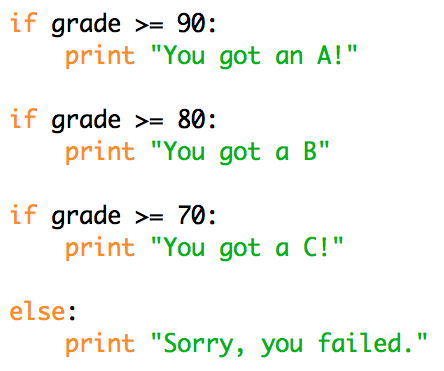 if grade >= 90:
    print "You got an A!"
if grade >= 80:
    print "You got a B"
if grade >= 70:
    print "You got a C!"
else:
    print "Sorry, you failed."